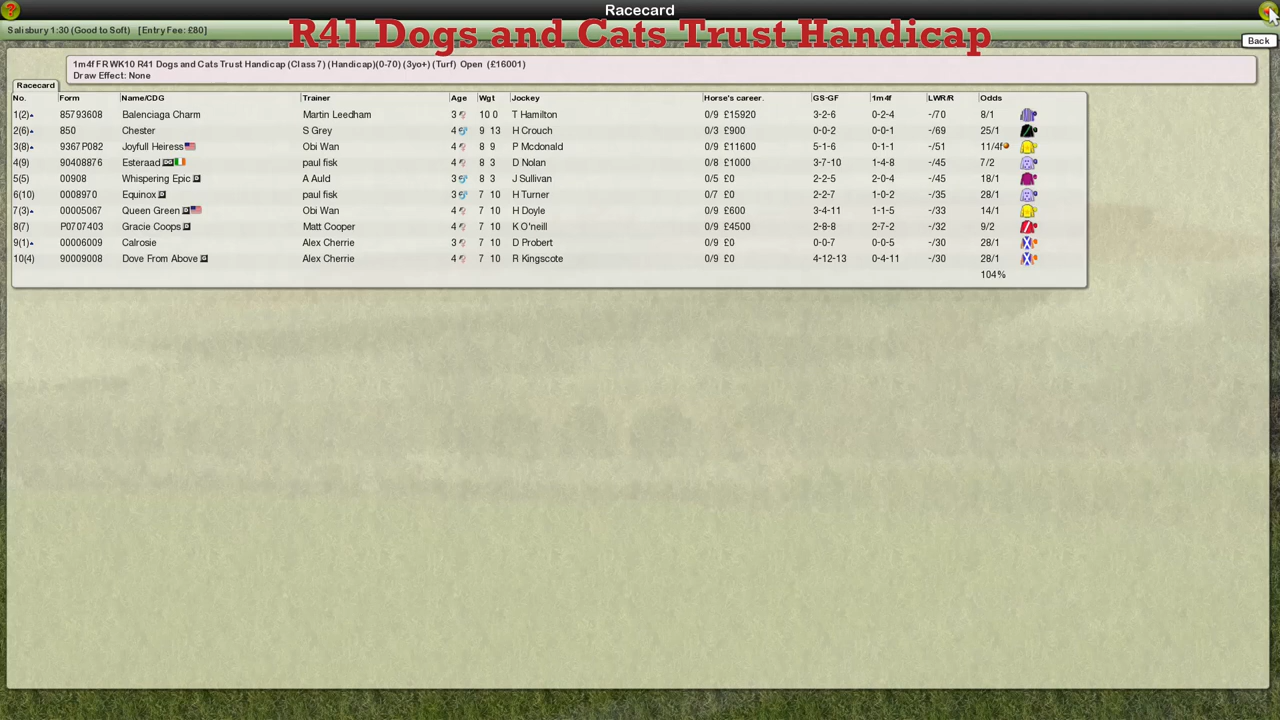 Racecard
R41 Dogs and Cats Trust Handicap
Salisbury 1:30 (Good to Soft) [Entry Fee: £80]
Back
1m4f FR WK10 R41 Dogs and Cats Trust Handicap (Class 7) (Handicap)(0-70) (3yo+) (Turf) Open (£16001)
Draw Effect: None
Racecard
No. Form Name/CDG Trainer Age Wgt Jockey Horse's career. GS-GF 1m4f LWR/R Odds
1(2) 85793608 Balenciaga Charm Martin Leedham 3 10 0 T Hamilton 0/9 £15920 3-2-6 0-2-4 -/70 8/1
2(6) 850 Chester S Grey 4 9 13 H Crouch 0/3 £900 0-0-2 0-0-1 -/69 25/1
3(8) 9367P082 Joyfull Heiress Obi Wan 4 8 9 P Mcdonald 0/9 £11600 5-1-6 0-1-1 -/51 11/4f
4(9) 90408876 Esteraad paul fisk 4 8 3 D Nolan 0/8 £1000 3-7-10 1-4-8 -/45 7/2
5(5) 00908 Whispering Epic A Auld 3 8 3 J Sullivan 0/5 £0 2-2-4 2-0-4 -/45 18/1
6(10) 0008970 Equinox paul fisk 3 7 10 H Turner 0/7 £0 2-2-7 1-0-2 -/35 28/1
7(3) 00005067 Queen Green Obi Wan 4 7 10 H Doyle 0/9 £600 3-4-11 1-1-5 -/33 14/1
8(7) P0707403 Gracie Coops Matt Cooper 4 7 10 K O'neill 0/9 £4500 2-8-8 2-7-2 -/32 9/2
9(1) 00006009 Calrosie Alex Cherrie 3 7 10 D Probert 0/9 £0 0-0-7 0-0-5 -/30 28/1
10(4) 90009008 Dove From Above Alex Cherrie 4 7 10 R Kingscote 0/9 £0 4-12-13 0-4-11 -/30 28/1
104%